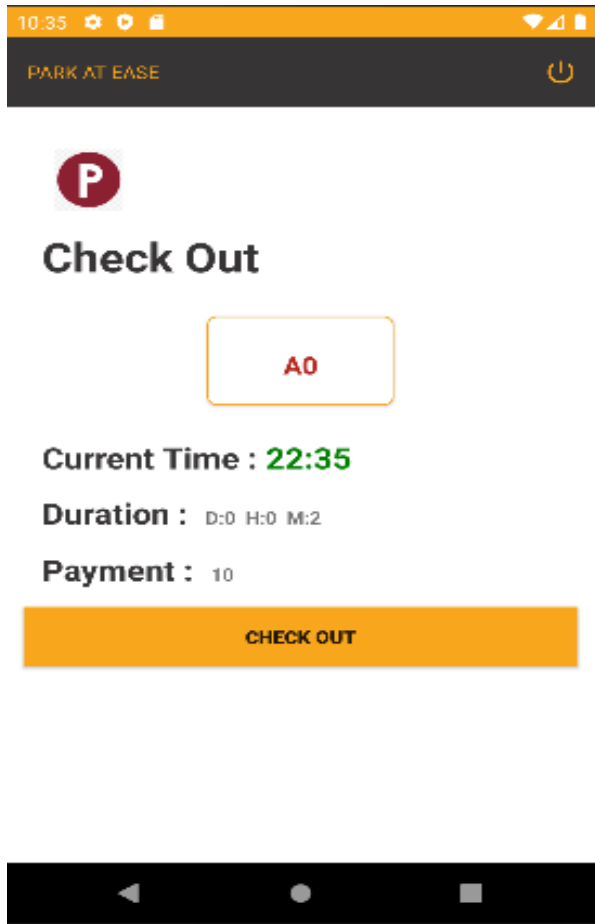 10:35
PARK AT EASE
P
Check Out
A0
Current Time : 22:35
Duration : D:0 H:0 M:2
Payment : 10
CHECK OUT